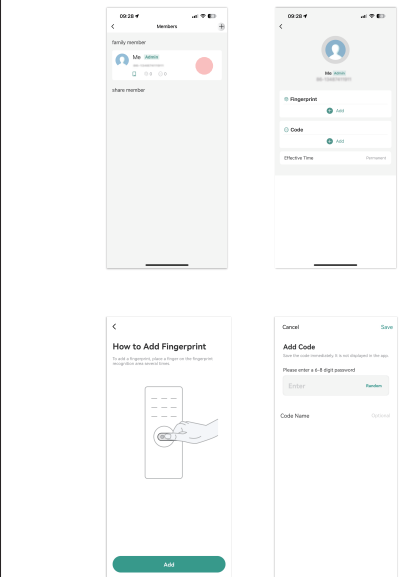 09:28
Members
family member
Me Admin
0 0
share member
09:28
Me Admin
Fingerprint
Add
Code
Add
Effective Time Permanent
How to Add Fingerprint
To add a fingerprint, place a finger on the fingerprint
recognition area several times.
Add
Cancel Save
Add Code
Save the code immediately, it is not displayed in the app.
Please enter a 6-8 digit password
Enter Random
Code Name Optional